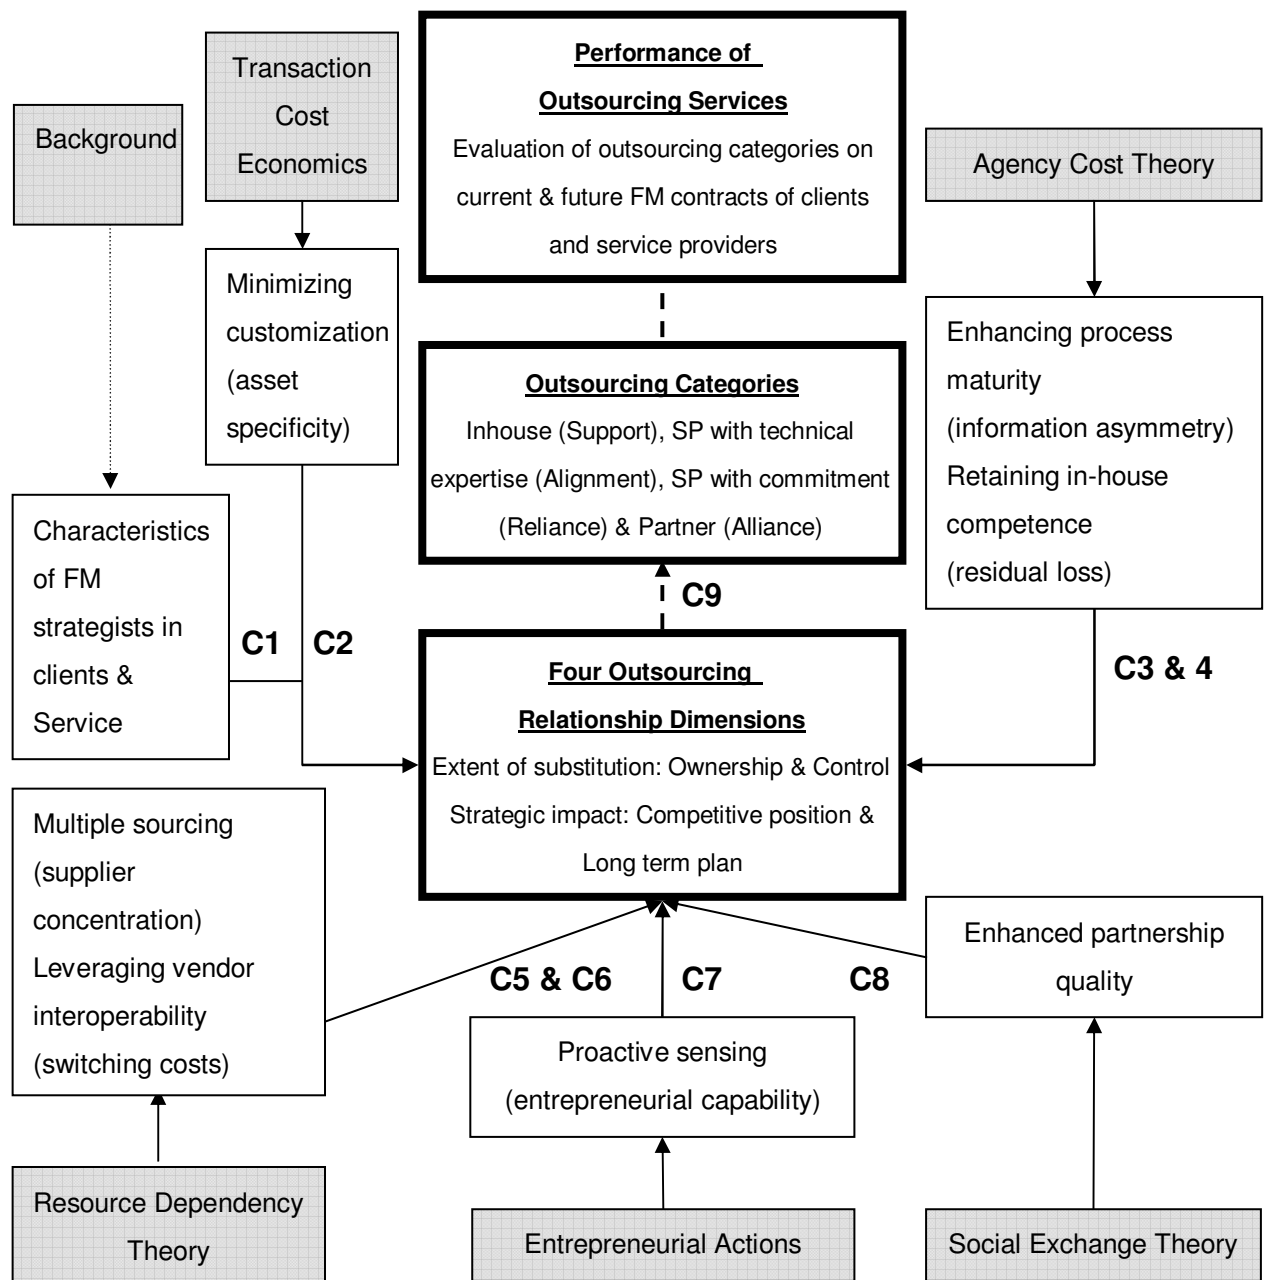 Performance of
Outsourcing Services
Evaluation of outsourcing categories on
current & future FM contracts of clients
and service providers
Transaction
Cost
Economics
Background
Agency Cost Theory
Minimizing
customization
(asset
specificity)
Outsourcing Categories
Inhouse (Support), SP with technical
expertise (Alignment), SP with commitment
(Reliance) & Partner (Alliance)
Enhancing process
maturity
(information asymmetry)
Retaining in-house
competence
(residual loss)
Characteristics
of FM
strategists in
clients &
Service
C1
C2
C9
C3 & 4
Four Outsourcing
Relationship Dimensions
Extent of substitution: Ownership & Control
Strategic impact: Competitive position &
Long term plan
Multiple sourcing
(supplier
concentration)
Leveraging vendor
interoperability
(switching costs)
C5 & C6
C7
C8
Enhanced partnership
quality
Proactive sensing
(entrepreneurial capability)
Resource Dependency
Theory
Entrepreneurial Actions
Social Exchange Theory